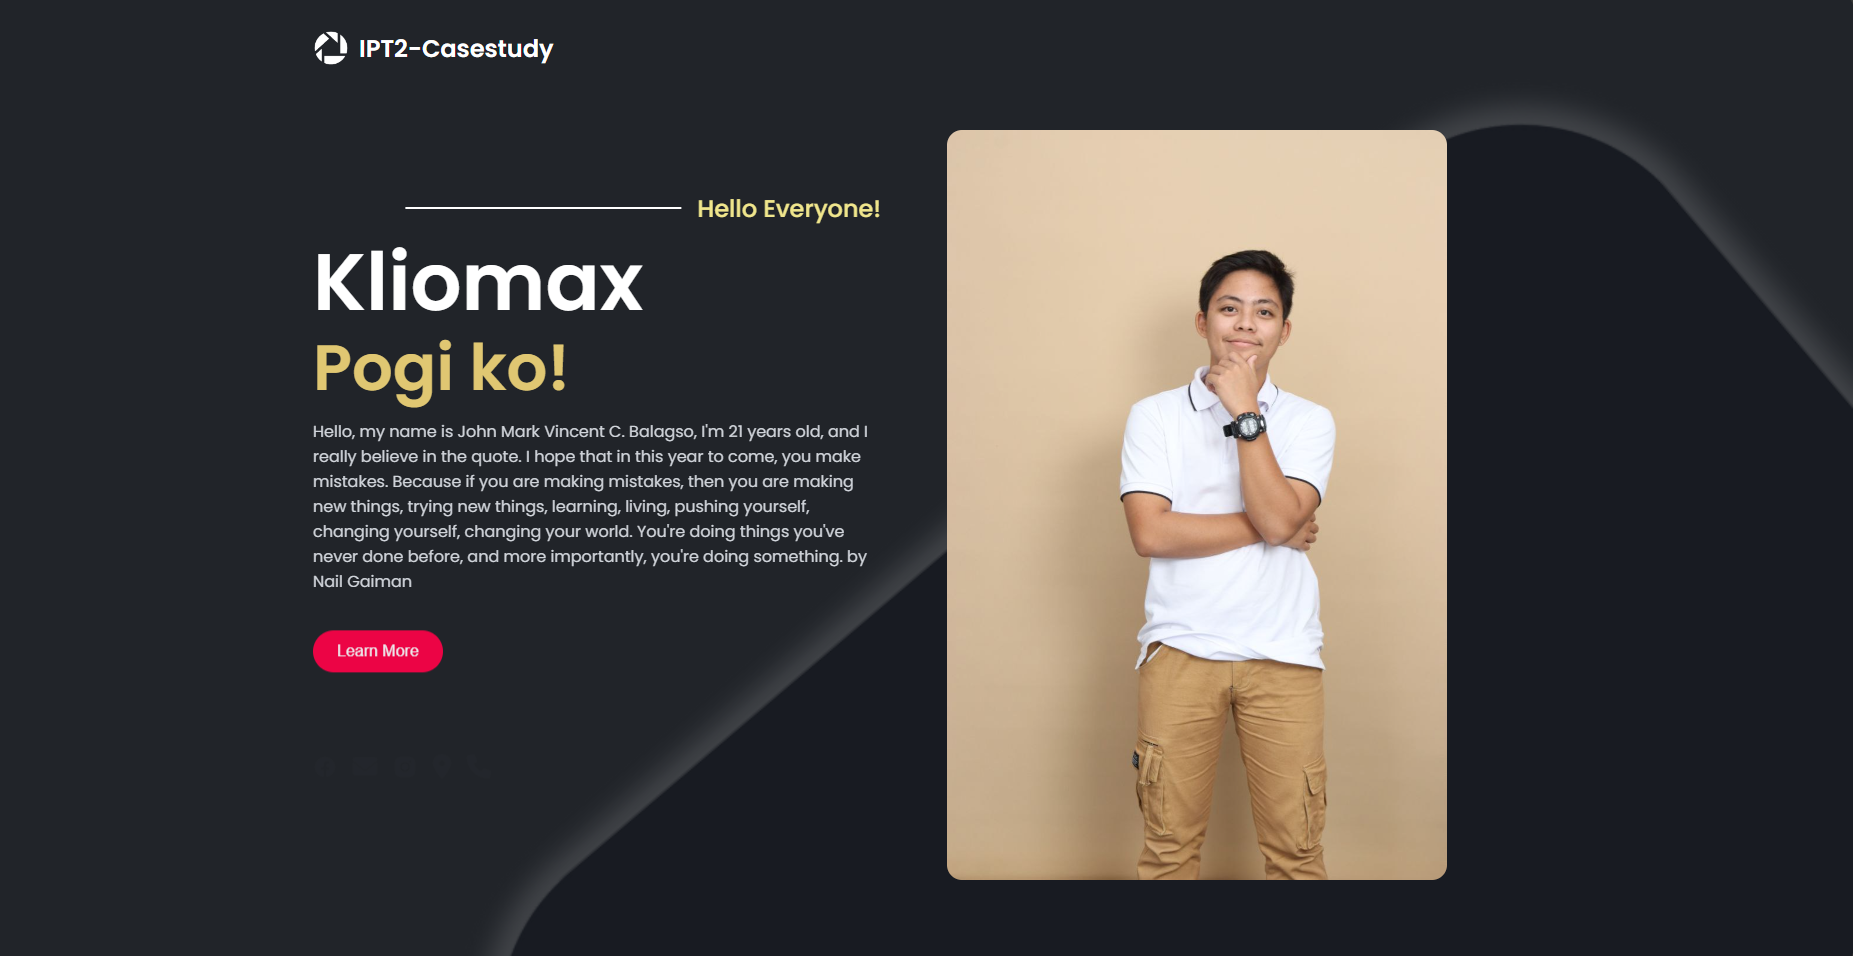 IPT2-Casestudy
Hello Everyone!
Kliomax
Pogi ko!
Hello, my name is John Mark Vincent C. Balagso, I'm 21 years old, and I
really believe in the quote. I hope that in this year to come, you make
mistakes. Because if you are making mistakes, then you are making
new things, trying new things, learning, living, pushing yourself,
changing yourself, changing your world. You're doing things you've
never done before, and more importantly, you're doing something. by
Nail Gaiman
Learn More